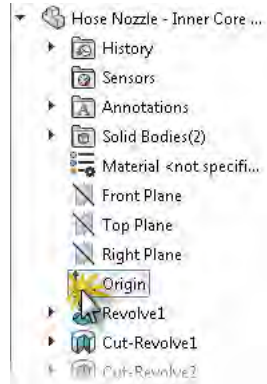 Hose Nozzle - Inner Core ...
History
Sensors
Annotations
Solid Bodies(2)
Material <not specifi...
Front Plane
Top Plane
Right Plane
Origin
Revolve1
Cut-Revolve1
Cut-Revolve2